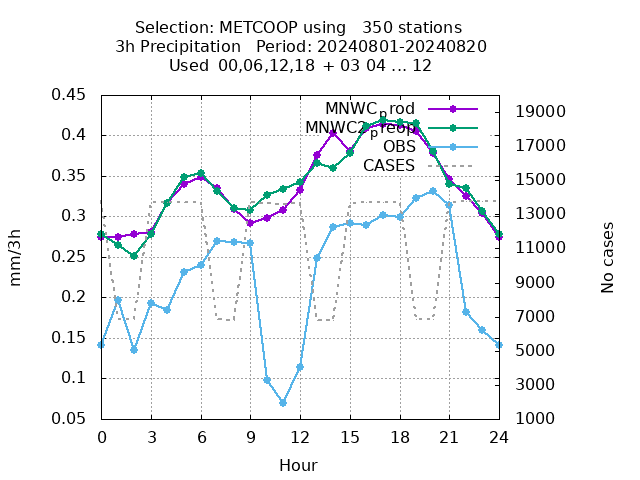 Selection: METCOOP using   350 stations
3h Precipitation   Period: 20240801-20240820
Used  00,06,12,18  + 03 04 ... 12
0.45
0.4
0.35
0.3
0.25
0.2
0.15
0.1
0.05
mm/3h
MNWC_prod
MNWC2_preop
OBS
CASES
19000
17000
15000
13000
11000
9000
7000
5000
3000
1000
No cases
0 3 6 9 12 15 18 21 24
Hour